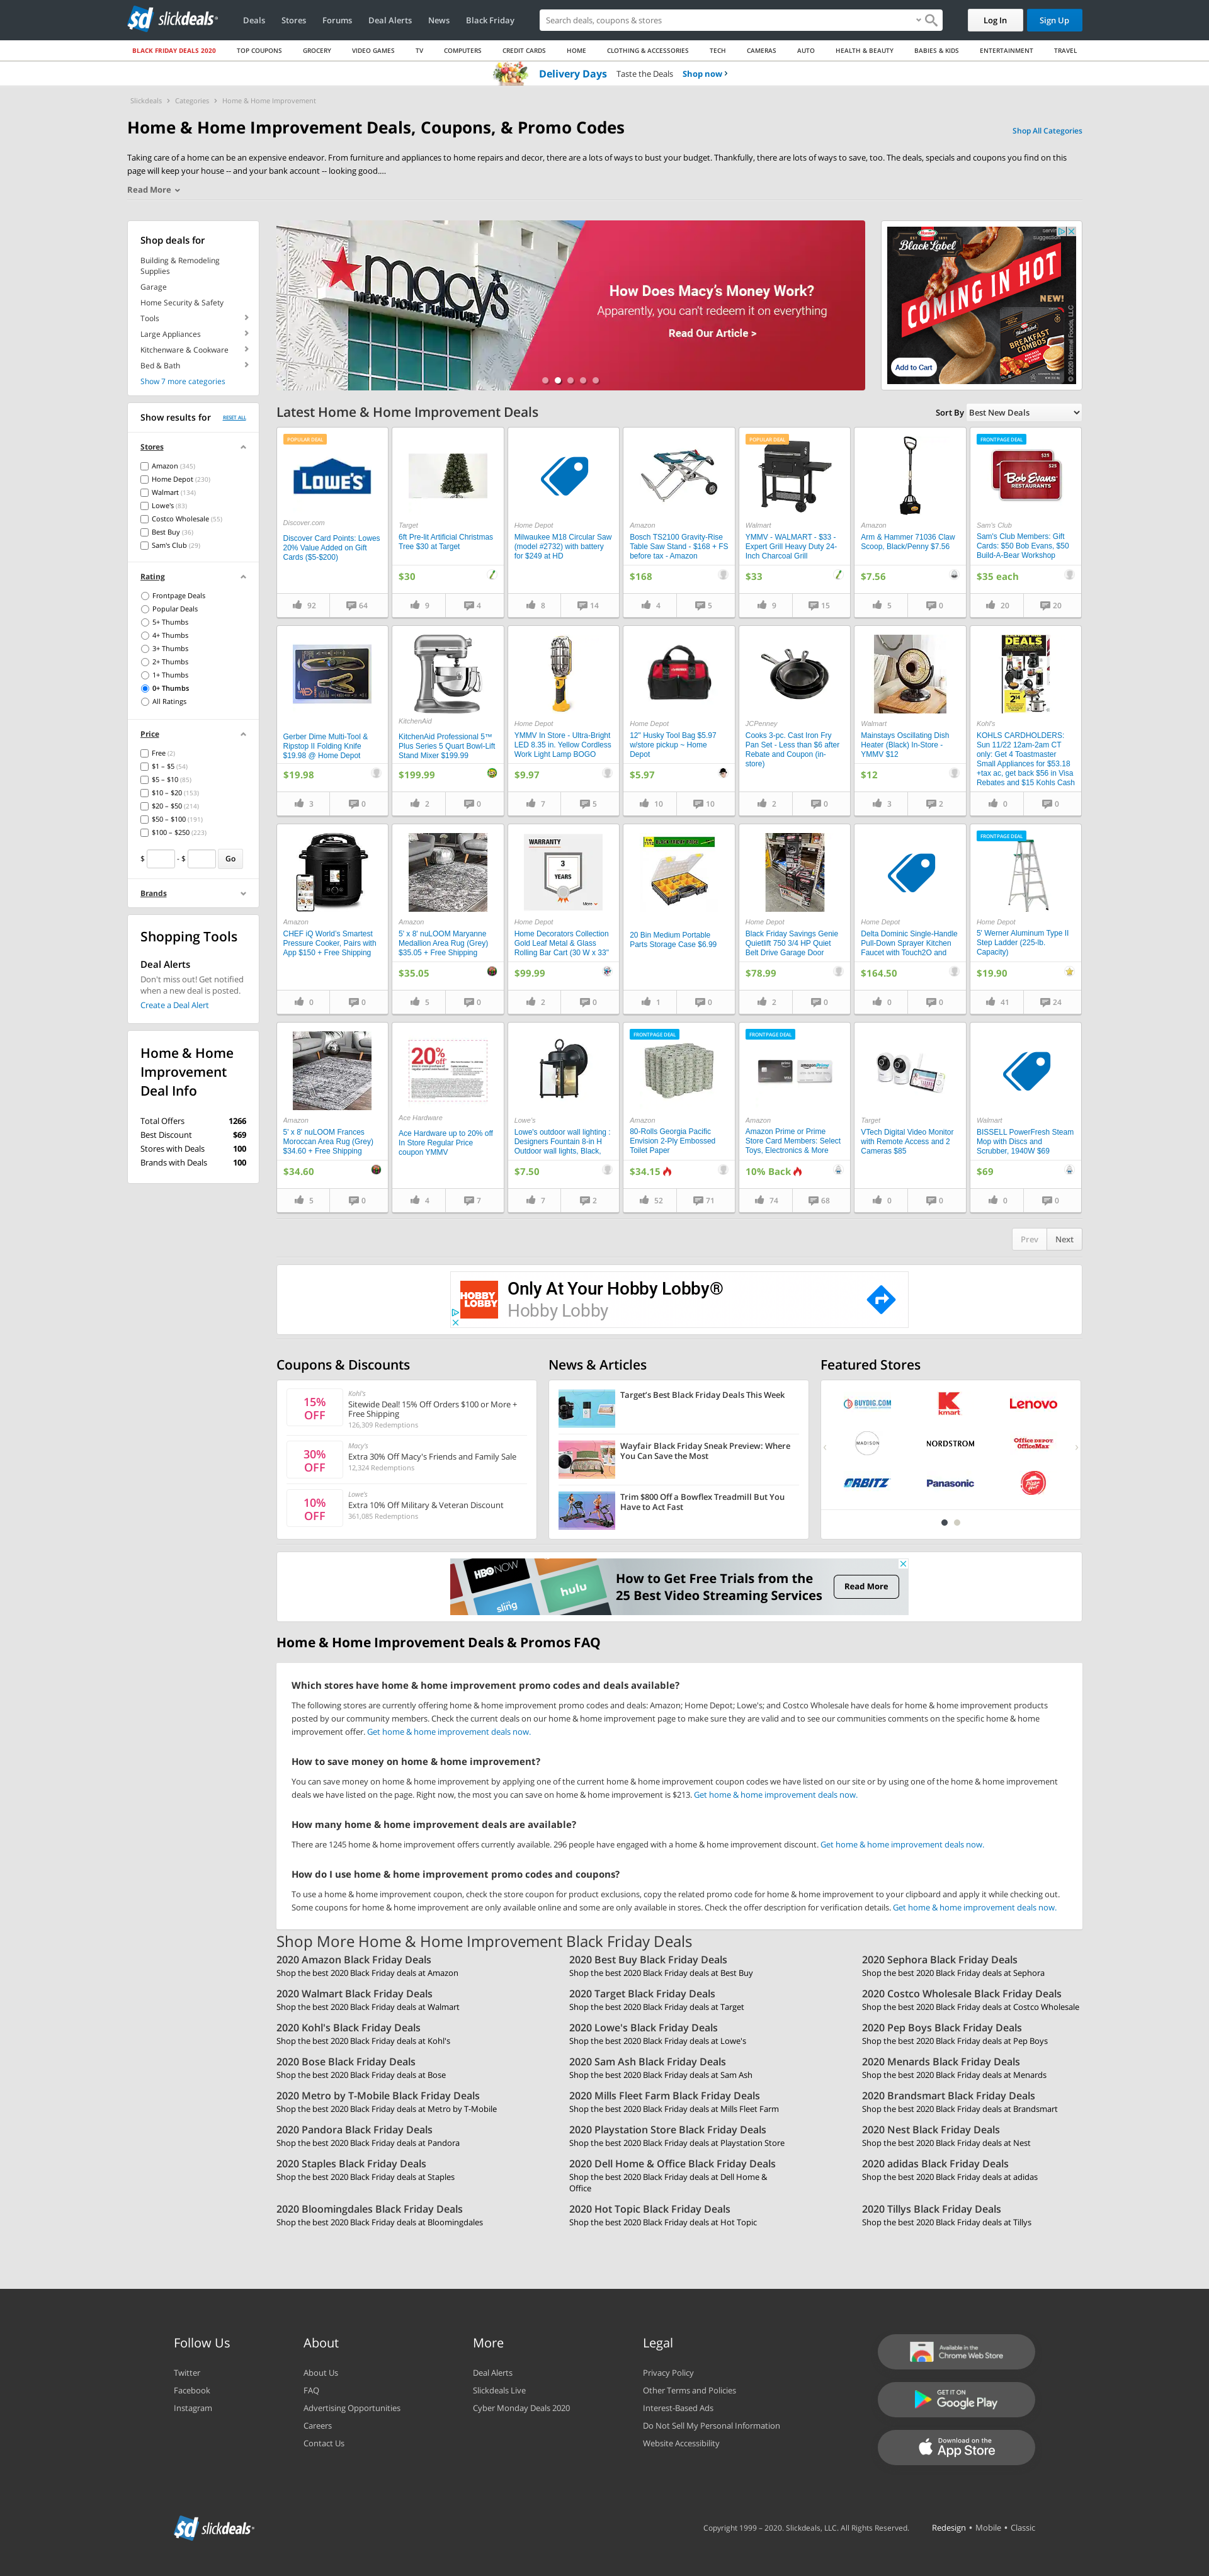 sd slickdeals
Deals Stores Forums Deal Alerts News Black Friday
Search deals, coupons & stores
Log In
Sign Up
BLACK FRIDAY DEALS 2020 TOP COUPONS GROCERY VIDEO GAMES TV COMPUTERS CREDIT CARDS HOME CLOTHING & ACCESSORIES TECH CAMERAS AUTO HEALTH & BEAUTY BABIES & KIDS ENTERTAINMENT TRAVEL
Delivery Days Taste the Deals Shop now ›
Slickdeals › Categories › Home & Home Improvement
Home & Home Improvement Deals, Coupons, & Promo Codes
Shop All Categories
Taking care of a home can be an expensive endeavor. From furniture and appliances to home repairs and decor, there are a lots of ways to bust your budget. Thankfully, there are lots of ways to save, too. The deals, specials and coupons you find on this
page will keep your house -- and your bank account -- looking good....
Read More
Shop deals for
Building & Remodeling
Supplies
Garage
Home Security & Safety
Tools
Large Appliances
Kitchenware & Cookware
Bed & Bath
Show 7 more categories
Show results for RESET ALL
Stores
Amazon (345)
Home Depot (230)
Walmart (134)
Lowe's (83)
Costco Wholesale (55)
Best Buy (36)
Sam's Club (29)
Rating
Frontpage Deals
Popular Deals
5+ Thumbs
4+ Thumbs
3+ Thumbs
2+ Thumbs
1+ Thumbs
0+ Thumbs
All Ratings
Price
Free (2)
$1 – $5 (54)
$5 – $10 (85)
$10 – $20 (153)
$20 – $50 (214)
$50 – $100 (191)
$100 – $250 (223)
$ - $ Go
Brands
Shopping Tools
Deal Alerts
Don't miss out! Get notified
when a new deal is posted.
Create a Deal Alert
Home & Home
Improvement
Deal Info
Total Offers 1266
Best Discount $69
Stores with Deals 100
Brands with Deals 100
macy's
MEN'S HOME FURNITURE
How Does Macy's Money Work?
Apparently, you can't redeem it on everything
Read Our Article >
Hormel
Black Label
COMING IN HOT
NEW!
BREAKFAST COMBOS
Add to Cart
© 2020 Hormel Foods, LLC
Latest Home & Home Improvement Deals
Sort By Best New Deals
POPULAR DEAL
LOWE'S
Discover.com
Discover Card Points: Lowes
20% Value Added on Gift
Cards ($5-$200)
92 64
Target
6ft Pre-lit Artificial Christmas
Tree $30 at Target
$30
9 4
Home Depot
Milwaukee M18 Circular Saw
(model #2732) with battery
for $249 at HD
8 14
Amazon
Bosch TS2100 Gravity-Rise
Table Saw Stand - $168 + FS
before tax - Amazon
$168
4 5
POPULAR DEAL
Walmart
YMMV - WALMART - $33 -
Expert Grill Heavy Duty 24-
Inch Charcoal Grill
$33
9 15
Amazon
Arm & Hammer 71036 Claw
Scoop, Black/Penny $7.56
$7.56
5 0
FRONTPAGE DEAL
$25
$25
Bob Evans
RESTAURANTS
Sam's Club
Sam's Club Members: Gift
Cards: $50 Bob Evans, $50
Build-A-Bear Workshop
$35 each
20 20
Gerber Dime Multi-Tool &
Ripstop II Folding Knife
$19.98 @ Home Depot
$19.98
3 0
KitchenAid
KitchenAid Professional 5™
Plus Series 5 Quart Bowl-Lift
Stand Mixer $199.99
$199.99
2 0
Home Depot
YMMV In Store - Ultra-Bright
LED 8.35 in. Yellow Cordless
Work Light Lamp BOGO
$9.97
7 5
Home Depot
12" Husky Tool Bag $5.97
w/store pickup ~ Home
Depot
$5.97
10 10
JCPenney
Cooks 3-pc. Cast Iron Fry
Pan Set - Less than $6 after
Rebate and Coupon (in-
store)
2 0
Walmart
Mainstays Oscillating Dish
Heater (Black) In-Store -
YMMV $12
$12
3 2
DEALS
Kohl's
KOHLS CARDHOLDERS:
Sun 11/22 12am-2am CT
only: Get 4 Toastmaster
Small Appliances for $53.18
+tax ac, get back $56 in Visa
Rebates and $15 Kohls Cash
0 0
Amazon
CHEF iQ World's Smartest
Pressure Cooker, Pairs with
App $150 + Free Shipping
0 0
Amazon
5' x 8' nuLOOM Maryanne
Medallion Area Rug (Grey)
$35.05 + Free Shipping
$35.05
5 0
WARRANTY
3
YEARS
More
Home Depot
Home Decorators Collection
Gold Leaf Metal & Glass
Rolling Bar Cart (30 W x 33"
$99.99
2 0
20 Bin Medium Portable
Parts Storage Case $6.99
1 0
Home Depot
Black Friday Savings Genie
Quietlift 750 3/4 HP Quiet
Belt Drive Garage Door
$78.99
2 0
Home Depot
Delta Dominic Single-Handle
Pull-Down Sprayer Kitchen
Faucet with Touch2O and
$164.50
0 0
FRONTPAGE DEAL
Home Depot
5' Werner Aluminum Type II
Step Ladder (225-lb.
Capacity)
$19.90
41 24
Amazon
5' x 8' nuLOOM Frances
Moroccan Area Rug (Grey)
$34.60 + Free Shipping
$34.60
5 0
20% off
Ace Hardware
Ace Hardware up to 20% off
In Store Regular Price
coupon YMMV
4 7
Lowe's
Lowe's outdoor wall lighting :
Designers Fountain 8-in H
Outdoor wall lights, Black,
$7.50
7 2
FRONTPAGE DEAL
Amazon
80-Rolls Georgia Pacific
Envision 2-Ply Embossed
Toilet Paper
$34.15
52 71
FRONTPAGE DEAL
Amazon
Amazon Prime or Prime
Store Card Members: Select
Toys, Electronics & More
10% Back
74 68
Target
VTech Digital Video Monitor
with Remote Access and 2
Cameras $85
0 0
Walmart
BISSELL PowerFresh Steam
Mop with Discs and
Scrubber, 1940W $69
$69
0 0
Prev Next
HOBBY LOBBY
Only At Your Hobby Lobby®
Hobby Lobby
Coupons & Discounts
15% OFF
Kohl's
Sitewide Deal! 15% Off Orders $100 or More +
Free Shipping
126,309 Redemptions
30% OFF
Macy's
Extra 30% Off Macy's Friends and Family Sale
12,324 Redemptions
10% OFF
Lowe's
Extra 10% Off Military & Veteran Discount
361,085 Redemptions
News & Articles
Target's Best Black Friday Deals This Week
Wayfair Black Friday Sneak Preview: Where
You Can Save the Most
Trim $800 Off a Bowflex Treadmill But You
Have to Act Fast
Featured Stores
BUYDIG.COM
Kmart
Lenovo
MADISON
NORDSTROM
Office DEPOT OfficeMax
ORBITZ
Panasonic
Pizza Hut
HBO NOW
sling
hulu
How to Get Free Trials from the
25 Best Video Streaming Services
Read More
Home & Home Improvement Deals & Promos FAQ
Which stores have home & home improvement promo codes and deals available?
The following stores are currently offering home & home improvement promo codes and deals: Amazon; Home Depot; Lowe's; and Costco Wholesale have deals for home & home improvement products
posted by our community members. Check the current deals on our home & home improvement page to make sure they are valid and to see our communities comments on the specific home & home
improvement offer. Get home & home improvement deals now.
How to save money on home & home improvement?
You can save money on home & home improvement by applying one of the current home & home improvement coupon codes we have listed on our site or by using one of the home & home improvement
deals we have listed on the page. Right now, the most you can save on home & home improvement is $213. Get home & home improvement deals now.
How many home & home improvement deals are available?
There are 1245 home & home improvement offers currently available. 296 people have engaged with a home & home improvement discount. Get home & home improvement deals now.
How do I use home & home improvement promo codes and coupons?
To use a home & home improvement coupon, check the store coupon for product exclusions, copy the related promo code for home & home improvement to your clipboard and apply it while checking out.
Some coupons for home & home improvement are only available online and some are only available in stores. Check the offer description for verification details. Get home & home improvement deals now.
Shop More Home & Home Improvement Black Friday Deals
2020 Amazon Black Friday Deals
Shop the best 2020 Black Friday deals at Amazon
2020 Best Buy Black Friday Deals
Shop the best 2020 Black Friday deals at Best Buy
2020 Sephora Black Friday Deals
Shop the best 2020 Black Friday deals at Sephora
2020 Walmart Black Friday Deals
Shop the best 2020 Black Friday deals at Walmart
2020 Target Black Friday Deals
Shop the best 2020 Black Friday deals at Target
2020 Costco Wholesale Black Friday Deals
Shop the best 2020 Black Friday deals at Costco Wholesale
2020 Kohl's Black Friday Deals
Shop the best 2020 Black Friday deals at Kohl's
2020 Lowe's Black Friday Deals
Shop the best 2020 Black Friday deals at Lowe's
2020 Pep Boys Black Friday Deals
Shop the best 2020 Black Friday deals at Pep Boys
2020 Bose Black Friday Deals
Shop the best 2020 Black Friday deals at Bose
2020 Sam Ash Black Friday Deals
Shop the best 2020 Black Friday deals at Sam Ash
2020 Menards Black Friday Deals
Shop the best 2020 Black Friday deals at Menards
2020 Metro by T-Mobile Black Friday Deals
Shop the best 2020 Black Friday deals at Metro by T-Mobile
2020 Mills Fleet Farm Black Friday Deals
Shop the best 2020 Black Friday deals at Mills Fleet Farm
2020 Brandsmart Black Friday Deals
Shop the best 2020 Black Friday deals at Brandsmart
2020 Pandora Black Friday Deals
Shop the best 2020 Black Friday deals at Pandora
2020 Playstation Store Black Friday Deals
Shop the best 2020 Black Friday deals at Playstation Store
2020 Nest Black Friday Deals
Shop the best 2020 Black Friday deals at Nest
2020 Staples Black Friday Deals
Shop the best 2020 Black Friday deals at Staples
2020 Dell Home & Office Black Friday Deals
Shop the best 2020 Black Friday deals at Dell Home &
Office
2020 adidas Black Friday Deals
Shop the best 2020 Black Friday deals at adidas
2020 Bloomingdales Black Friday Deals
Shop the best 2020 Black Friday deals at Bloomingdales
2020 Hot Topic Black Friday Deals
Shop the best 2020 Black Friday deals at Hot Topic
2020 Tillys Black Friday Deals
Shop the best 2020 Black Friday deals at Tillys
Follow Us
Twitter
Facebook
Instagram
About
About Us
FAQ
Advertising Opportunities
Careers
Contact Us
More
Deal Alerts
Slickdeals Live
Cyber Monday Deals 2020
Legal
Privacy Policy
Other Terms and Policies
Interest-Based Ads
Do Not Sell My Personal Information
Website Accessibility
Available in the
Chrome Web Store
GET IT ON
Google Play
Download on the
App Store
sd slickdeals
Copyright 1999 – 2020. Slickdeals, LLC. All Rights Reserved.
Redesign • Mobile • Classic